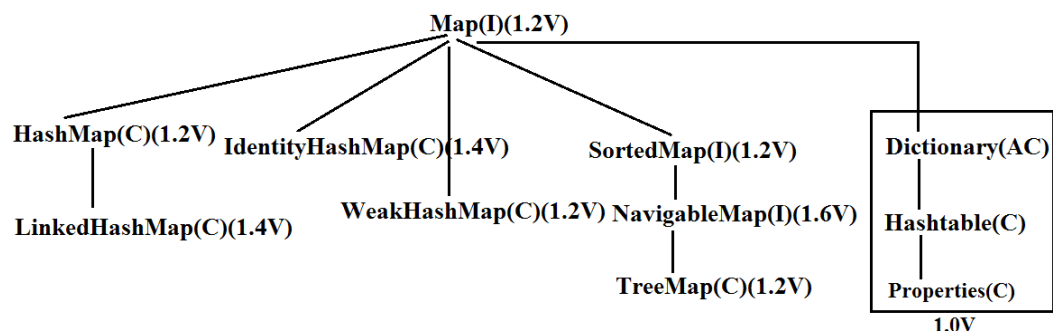 Map(I)(1.2V)
HashMap(C)(1.2V)
IdentityHashMap(C)(1.4V)
SortedMap(I)(1.2V)
Dictionary(AC)
LinkedHashMap(C)(1.4V)
WeakHashMap(C)(1.2V)
NavigableMap(I)(1.6V)
Hashtable(C)
TreeMap(C)(1.2V)
Properties(C)
1.0V